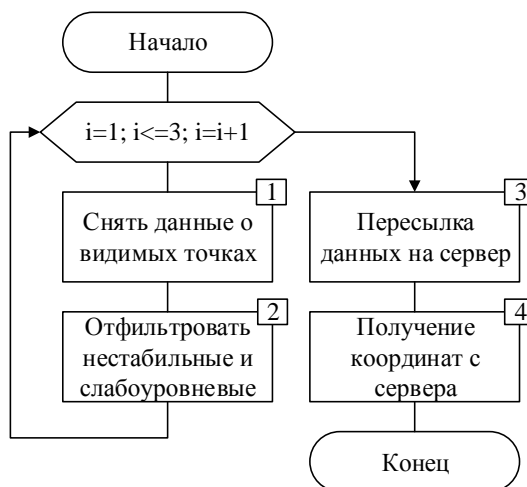 Начало
i=1; i<=3; i=i+1
1
Снять данные о
видимых точках
2
Отфильтровать
нестабильные и
слабоуровневые
3
Пересылка
данных на сервер
4
Получение
координат с
сервера
Конец